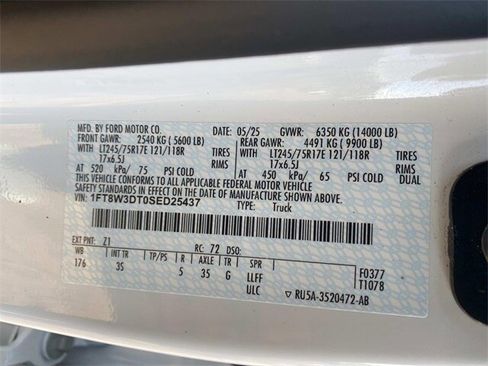 MFD. BY FORD MOTOR CO.
05/25 GVWR: 6350 KG (14000 LB)
FRONT GAWR: 2540 KG (5600 LB)
REAR GAWR: 4491 KG (9900 LB)
WITH LT245/75R17E 121/118R TIRES
17x6.5J RIMS
AT 520 kPa/ 75 PSI COLD
WITH LT245/75R17E 121/118R TIRES
17x6.5J RIMS
AT 450 kPa/ 65 PSI COLD DUAL
THIS VEHICLE CONFORMS TO ALL APPLICABLE FEDERAL MOTOR VEHICLE
SAFETY STANDARDS IN EFFECT ON THE DATE OF MANUFACTURE SHOWN ABOVE.
VIN: 1FT8W3DT0SED25437
TYPE: Truck
EXT PNT: Z1 RC: 72 DSO:
WB INT TR TP/PS R AXLE TR SPR
176 3S 5 35 G LLFF
ULC
F0377
T1078
▽ RU5A-3520472-AB